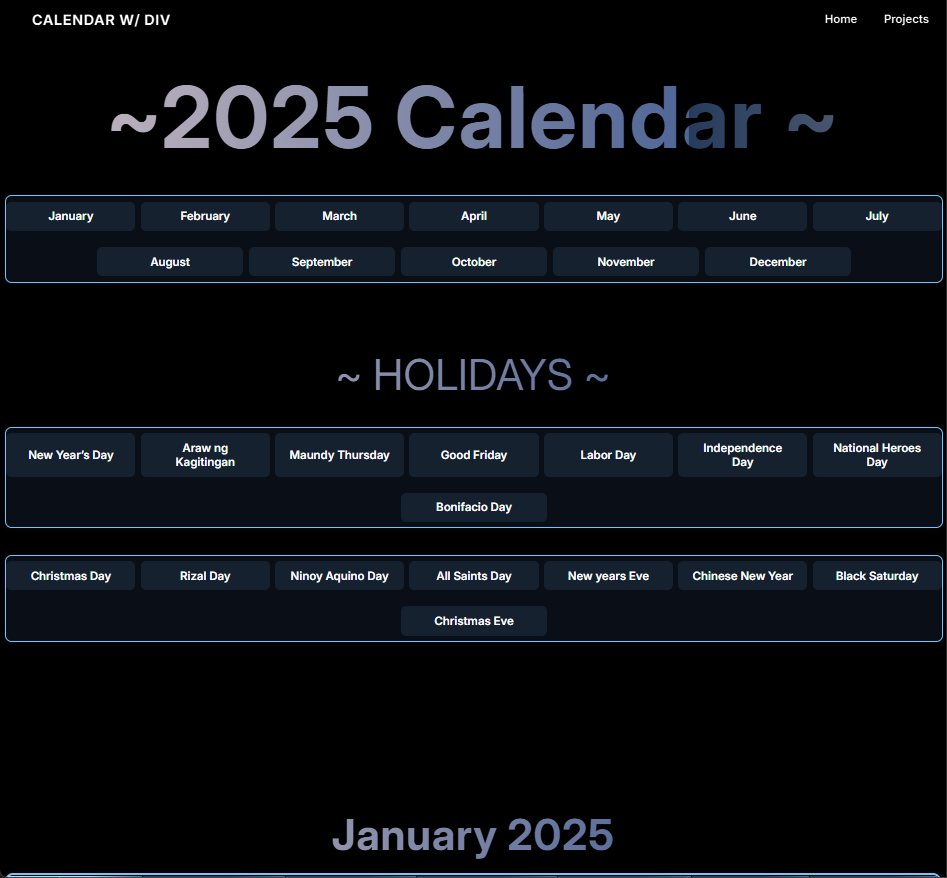 CALENDAR W/ DIV
Home Projects
~2025 Calendar ~
January February March April May June July
August September October November December
~ HOLIDAYS ~
New Year's Day Araw ng Kagitingan Maundy Thursday Good Friday Labor Day Independence Day National Heroes Day
Bonifacio Day
Christmas Day Rizal Day Ninoy Aquino Day All Saints Day New years Eve Chinese New Year Black Saturday
Christmas Eve
January 2025